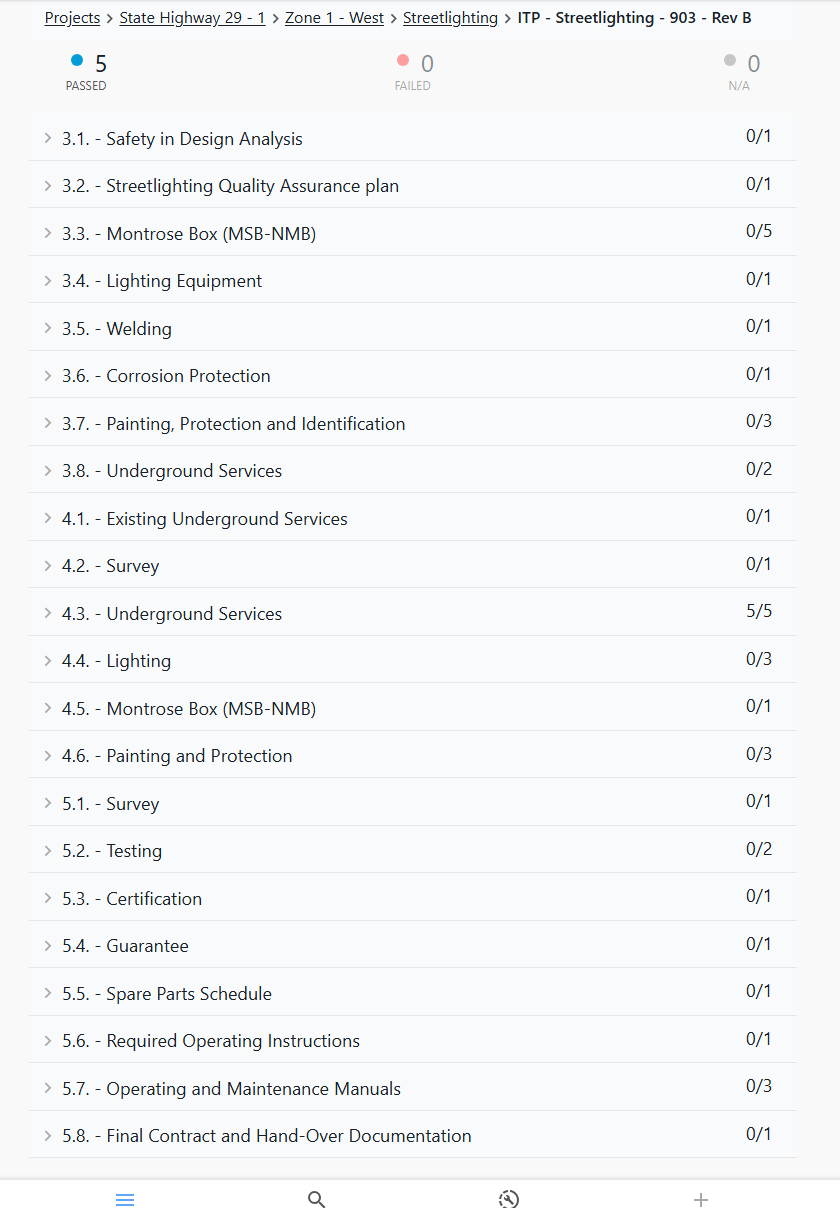 Projects > State Highway 29 - 1 > Zone 1 - West > Streetlighting > ITP - Streetlighting - 903 - Rev B
5 0 0
PASSED FAILED N/A
3.1. - Safety in Design Analysis 0/1
3.2. - Streetlighting Quality Assurance plan 0/1
3.3. - Montrose Box (MSB-NMB) 0/5
3.4. - Lighting Equipment 0/1
3.5. - Welding 0/1
3.6. - Corrosion Protection 0/1
3.7. - Painting, Protection and Identification 0/3
3.8. - Underground Services 0/2
4.1. - Existing Underground Services 0/1
4.2. - Survey 0/1
4.3. - Underground Services 5/5
4.4. - Lighting 0/3
4.5. - Montrose Box (MSB-NMB) 0/1
4.6. - Painting and Protection 0/3
5.1. - Survey 0/1
5.2. - Testing 0/2
5.3. - Certification 0/1
5.4. - Guarantee 0/1
5.5. - Spare Parts Schedule 0/1
5.6. - Required Operating Instructions 0/1
5.7. - Operating and Maintenance Manuals 0/3
5.8. - Final Contract and Hand-Over Documentation 0/1